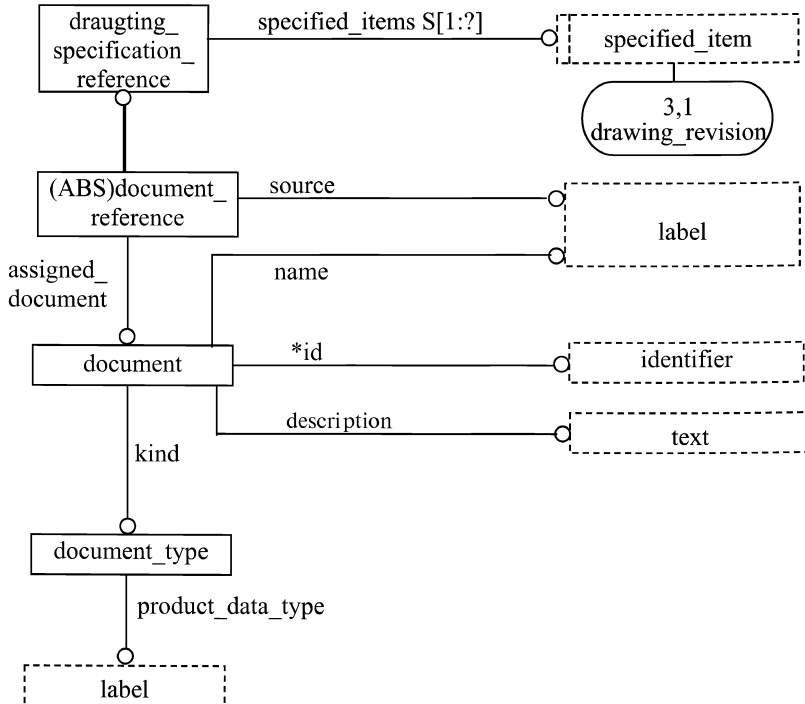 draugting_
specification_
reference
specified_items S[1:?]
specified_item
3,1
drawing_revision
(ABS)document_
reference
source
label
name
assigned_
document
document
*id
identifier
description
text
kind
document_type
product_data_type
label